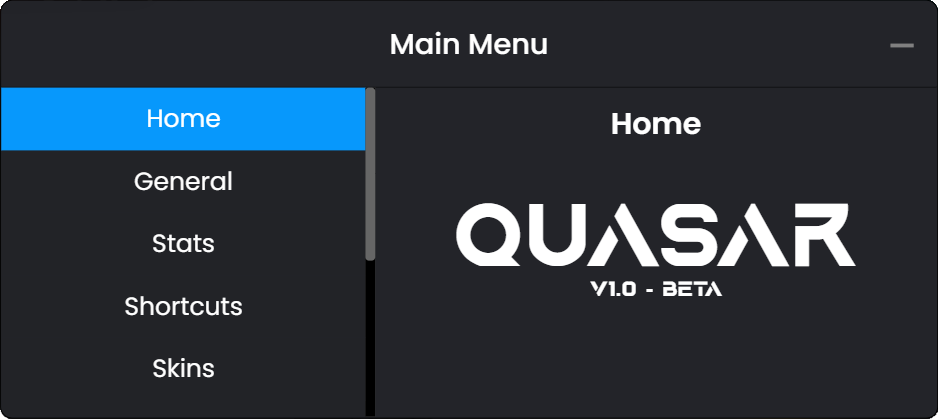 Main Menu
Home
General
Stats
Shortcuts
Skins
Home
QUASAR
V1.0 - BETA